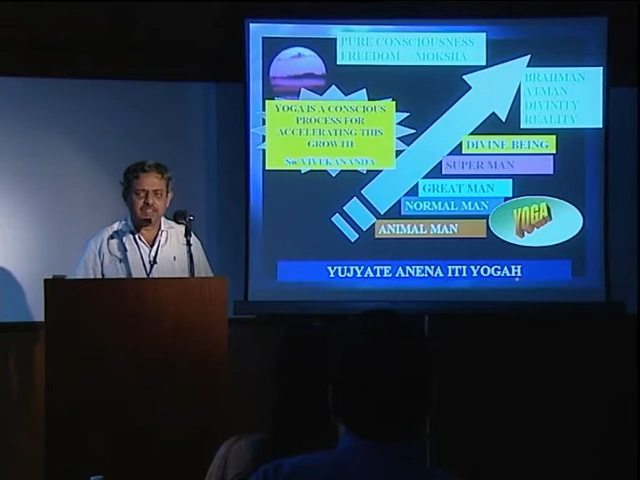 PURE CONSCIOUSNESS
FREEDOM MOKSHA
BRAHMAN
ATMAN
DIVINITY
REALITY
YOGA IS A CONSCIOUS
PROCESS FOR
ACCELERATING THIS
GROWTH
Sw VIVEKANANDA
DIVINE BEING
SUPER MAN
GREAT MAN
NORMAL MAN
ANIMAL MAN
YOGA
YUJYATE ANENA ITI YOGAH